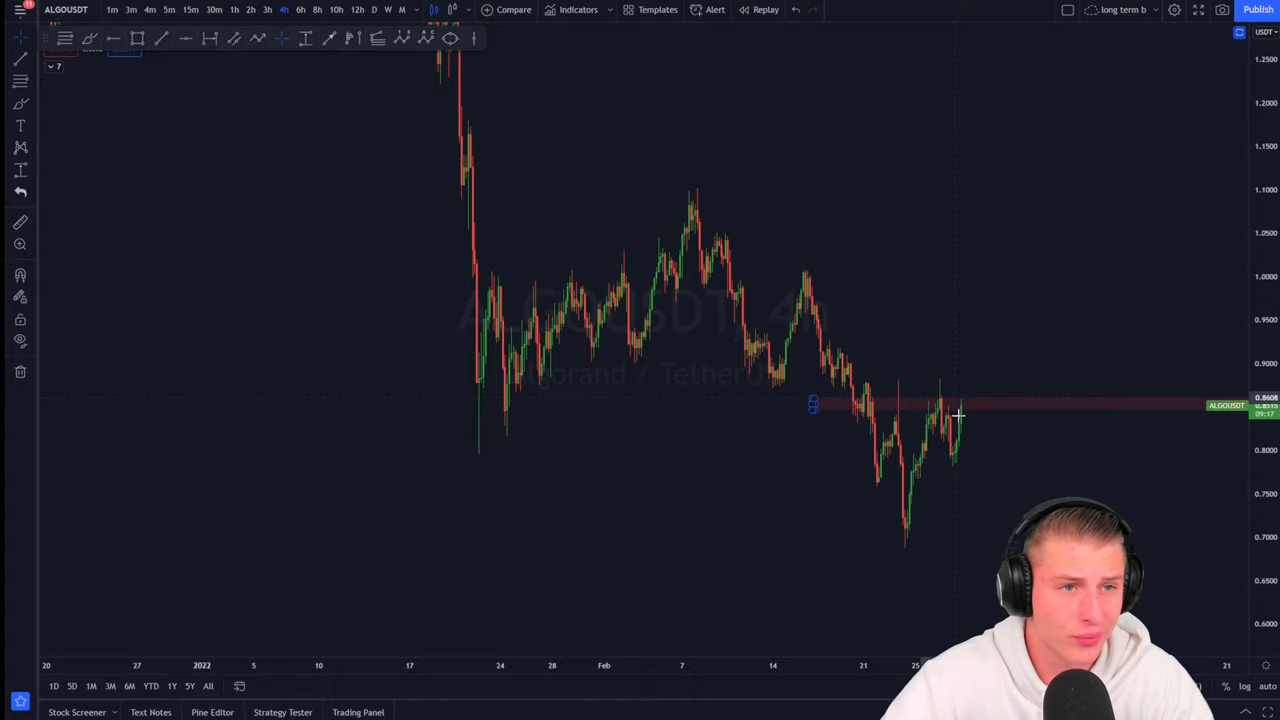 11
ALGOUSDT 1m 3m 4m 5m 15m 30m 1h 2h 3h 4h 6h 8h 10h 12h D W M Compare Indicators Templates Alert Replay long term b Publish
USDT
7
1.2500
1.2000
1.1500
1.1000
1.0500
1.0000
0.9500
0.9000
0.8608
ALGOUSDT 0.8515
09:17
0.8000
0.7500
0.7000
0.6500
0.6000
ALGOUSDT, 4h
Algorand / TetherUS
20 27 2022 5 10 17 24 28 Feb 7 14 21 25 21
1D 5D 1M 3M 6M YTD 1Y 5Y All % log auto
Stock Screener Text Notes Pine Editor Strategy Tester Trading Panel